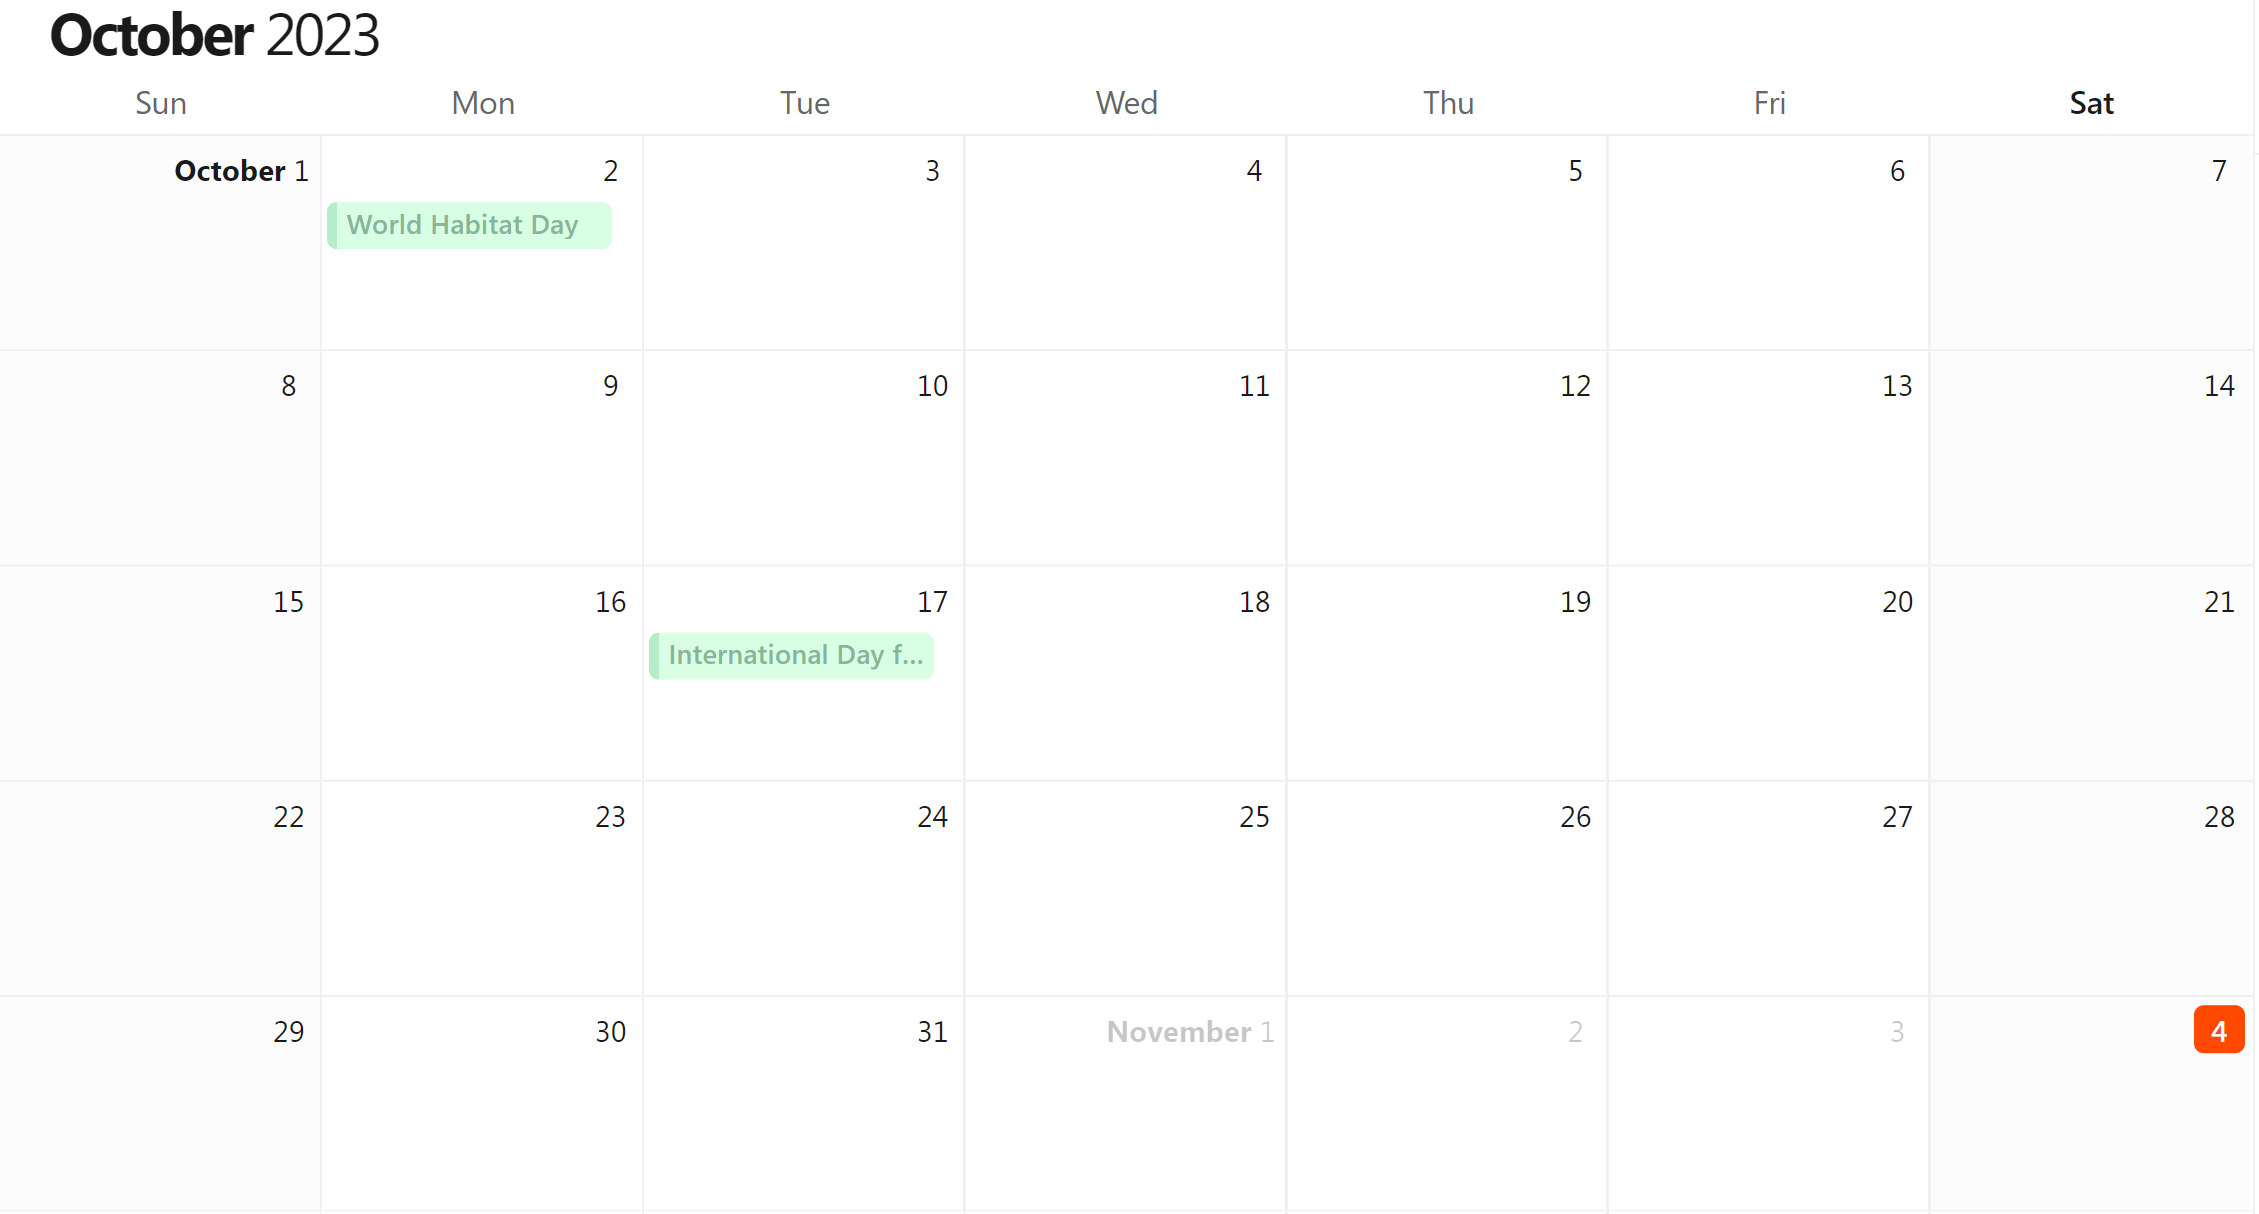 October 2023
Sun Mon Tue Wed Thu Fri Sat
October 1 2 3 4 5 6 7
World Habitat Day
8 9 10 11 12 13 14
15 16 17 18 19 20 21
International Day f...
22 23 24 25 26 27 28
29 30 31 November 1 2 3 4